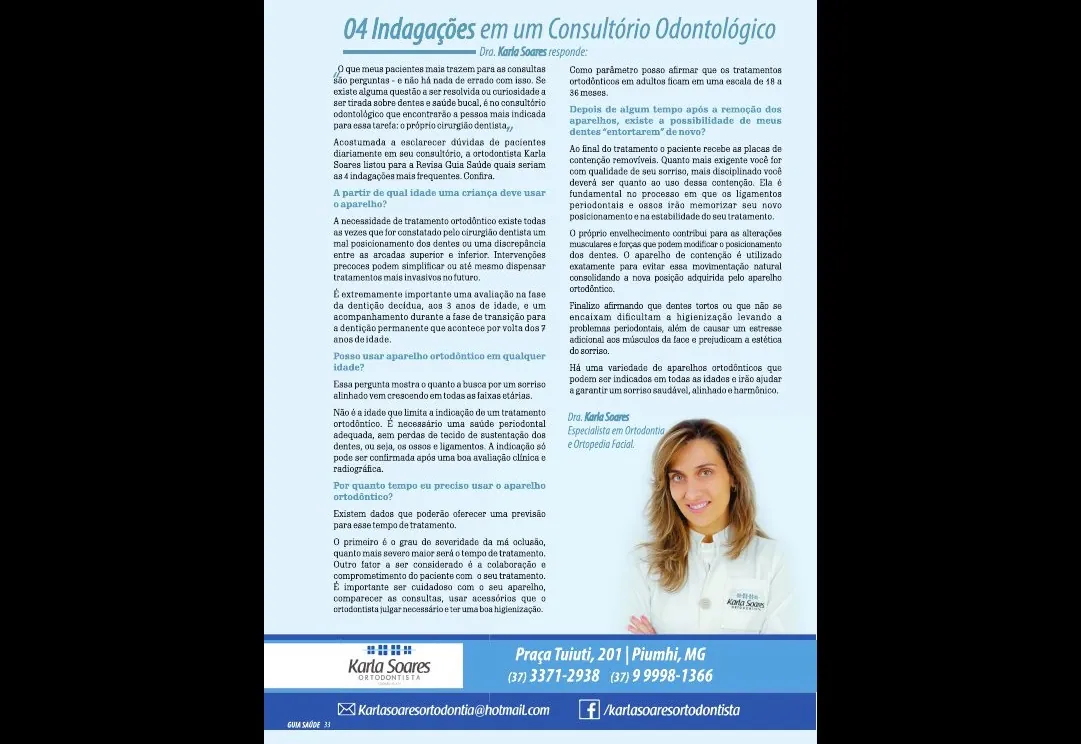 04 Indagações em um Consultório Odontológico
Dra. Karla Soares responde:
"O que meus pacientes mais trazem para as consultas
são perguntas - e não há nada de errado com isso. Se
existe alguma questão a ser resolvida ou curiosidade a
ser tirada sobre dentes e saúde bucal, é no consultório
odontológico que encontrarão a pessoa mais indicada
para essa tarefa: o próprio cirurgião dentista„
Acostumada a esclarecer dúvidas de pacientes
diariamente em seu consultório, a ortodontista Karla
Soares listou para a Revisa Guia Saúde quais seriam
as 4 indagações mais frequentes. Confira.
A partir de qual idade uma criança deve usar
o aparelho?
A necessidade de tratamento ortodôntico existe todas
as vezes que for constatado pelo cirurgião dentista um
mal posicionamento dos dentes ou uma discrepância
entre as arcadas superior e inferior. Intervenções
precoces podem simplificar ou até mesmo dispensar
tratamentos mais invasivos no futuro.
É extremamente importante uma avaliação na fase
da dentição decídua, aos 3 anos de idade, e um
acompanhamento durante a fase de transição para
a dentição permanente que acontece por volta dos 7
anos de idade.
Posso usar aparelho ortodôntico em qualquer
idade?
Essa pergunta mostra o quanto a busca por um sorriso
alinhado vem crescendo em todas as faixas etárias.
Não é a idade que limita a indicação de um tratamento
ortodôntico. É necessário uma saúde periodontal
adequada, sem perdas de tecido de sustentação dos
dentes, ou seja, os ossos e ligamentos. A indicação só
pode ser confirmada após uma boa avaliação clínica e
radiográfica.
Por quanto tempo eu preciso usar o aparelho
ortodôntico?
Existem dados que poderão oferecer uma previsão
para esse tempo de tratamento.
O primeiro é o grau de severidade da má oclusão,
quanto mais severo maior será o tempo de tratamento.
Outro fator a ser considerado é a colaboração e
comprometimento do paciente com o seu tratamento.
É importante ser cuidadoso com o seu aparelho,
comparecer as consultas, usar acessórios que o
ortodontista julgar necessário e ter uma boa higienização.
Como parâmetro posso afirmar que os tratamentos
ortodônticos em adultos ficam em uma escala de 18 a
36 meses.
Depois de algum tempo após a remoção dos
aparelhos, existe a possibilidade de meus
dentes “entortarem” de novo?
Ao final do tratamento o paciente recebe as placas de
contenção removíveis. Quanto mais exigente você for
com qualidade de seu sorriso, mais disciplinado você
deverá ser quanto ao uso dessa contenção. Ela é
fundamental no processo em que os ligamentos
periodontais e ossos irão memorizar seu novo
posicionamento e na estabilidade do seu tratamento.
O próprio envelhecimento contribui para as alterações
musculares e forças que podem modificar o posicionamento
dos dentes. O aparelho de contenção é utilizado
exatamente para evitar essa movimentação natural
consolidando a nova posição adquirida pelo aparelho
ortodôntico.
Finalizo afirmando que dentes tortos ou que não se
encaixam dificultam a higienização levando a
problemas periodontais, além de causar um estresse
adicional aos músculos da face e prejudicam a estética
do sorriso.
Há uma variedade de aparelhos ortodônticos que
podem ser indicados em todas as idades e irão ajudar
a garantir um sorriso saudável, alinhado e harmônico.
Dra. Karla Soares
Especialista em Ortodontia
e Ortopedia Facial.
Karla Soares
ORTODONTISTA
Karla Soares
ORTODONTISTA
Praça Tuiuti, 201 | Piumhi, MG
(37) 3371-2938 (37) 9 9998-1366
Karlasoaresortodontia@hotmail.com
/karlasoaresortodontista
GUIA SAÚDE 33